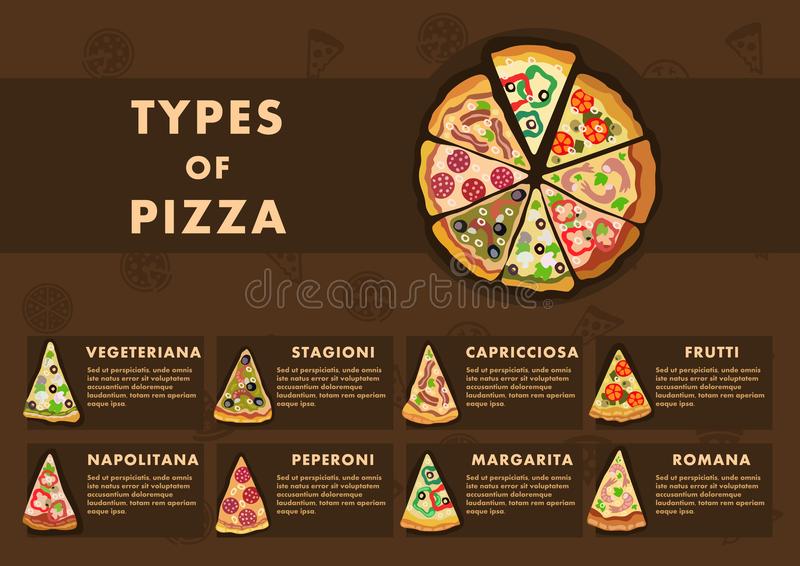 TYPES
OF
PIZZA
VEGETERIANA
Sed ut perspiciatis, unde omnis
iste natus error sit voluptatem
accusantium doloremque
laudantium, totam rem aperiam
eaque ipsa.
STAGIONI
Sed ut perspiciatis, unde omnis
iste natus error sit voluptatem
accusantium doloremque
laudantium, totam rem aperiam
eaque ipsa.
CAPRICCIOSA
Sed ut perspiciatis, unde omnis
iste natus error sit voluptatem
accusantium doloremque
laudantium, totam rem aperiam
eaque ipsa.
FRUTTI
Sed ut perspiciatis, unde omnis
iste natus error sit voluptatem
accusantium doloremque
laudantium, totam rem aperiam
eaque ipsa.
NAPOLITANA
Sed ut perspiciatis, unde omnis
iste natus error sit voluptatem
accusantium doloremque
laudantium, totam rem aperiam
eaque ipsa.
PEPERONI
Sed ut perspiciatis, unde omnis
iste natus error sit voluptatem
accusantium doloremque
laudantium, totam rem aperiam
eaque ipsa.
MARGARITA
Sed ut perspiciatis, unde omnis
iste natus error sit voluptatem
accusantium doloremque
laudantium, totam rem aperiam
eaque ipsa.
ROMANA
Sed ut perspiciatis, unde omnis
iste natus error sit voluptatem
accusantium doloremque
laudantium, totam rem aperiam
eaque ipsa.
dreamstime